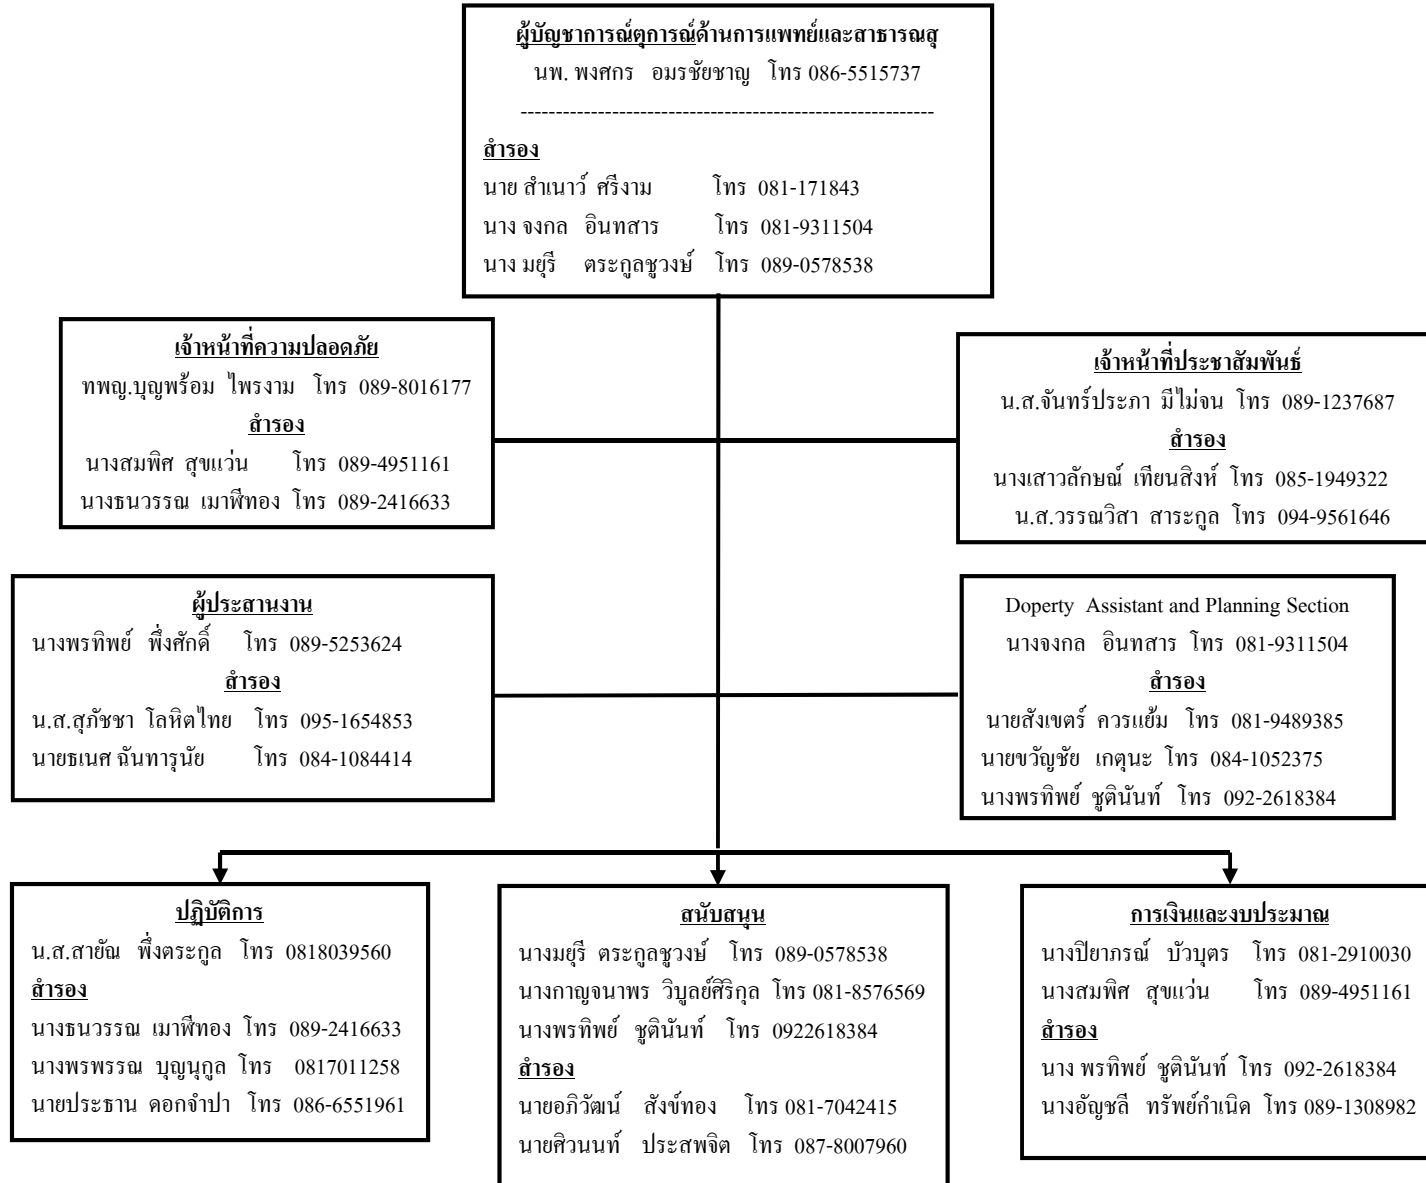 ผู้บัญชาการณ์ตุการณ์ด้านการแพทย์และสาธารณสุ
นพ. พงศกร อมรชัยชาญ โทร 086-5515737
-----------------------------------------------------------
สำรอง
นาย สำเนาว์ ศรีงาม โทร 081-171843
นาง จงกล อินทสาร โทร 081-9311504
นาง มยุรี ตระกูลชูวงษ์ โทร 089-0578538
เจ้าหน้าที่ความปลอดภัย
ทพญ.บุญพร้อม ไพรงาม โทร 089-8016177
สำรอง
นางสมพิศ สุขแว่น โทร 089-4951161
นางธนวรรณ เมาฬีทอง โทร 089-2416633
เจ้าหน้าที่ประชาสัมพันธ์
น.ส.จันทร์ประภา มีไม่จน โทร 089-1237687
สำรอง
นางเสาวลักษณ์ เทียนสิงห์ โทร 085-1949322
น.ส.วรรณวิสา สาระกูล โทร 094-9561646
ผู้ประสานงาน
นางพรทิพย์ พึ่งศักดิ์ โทร 089-5253624
สำรอง
น.ส.สุภัชชา โลหิตไทย โทร 095-1654853
นายธเนศ ฉันทารุนัย โทร 084-1084414
Doperty Assistant and Planning Section
นางจงกล อินทสาร โทร 081-9311504
สำรอง
นายสังเขตร์ ควรแย้ม โทร 081-9489385
นายขวัญชัย เกตุนะ โทร 084-1052375
นางพรทิพย์ ชูตินันท์ โทร 092-2618384
ปฏิบัติการ
น.ส.สายัณ พึ่งตระกูล โทร 0818039560
สำรอง
นางธนวรรณ เมาฬีทอง โทร 089-2416633
นางพรพรรณ บุญนุกูล โทร 0817011258
นายประธาน ดอกจำปา โทร 086-6551961
สนับสนุน
นางมยุรี ตระกูลชูวงษ์ โทร 089-0578538
นางกาญจนาพร วิบูลย์ศิริกุล โทร 081-8576569
นางพรทิพย์ ชูตินันท์ โทร 0922618384
สำรอง
นายอภิวัฒน์ สังข์ทอง โทร 081-7042415
นายศิวนนท์ ประสพจิต โทร 087-8007960
การเงินและงบประมาณ
นางปิยาภรณ์ บัวบุตร โทร 081-2910030
นางสมพิศ สุขแว่น โทร 089-4951161
สำรอง
นาง พรทิพย์ ชูตินันท์ โทร 092-2618384
นางอัญชลี ทรัพย์กำเนิด โทร 089-1308982